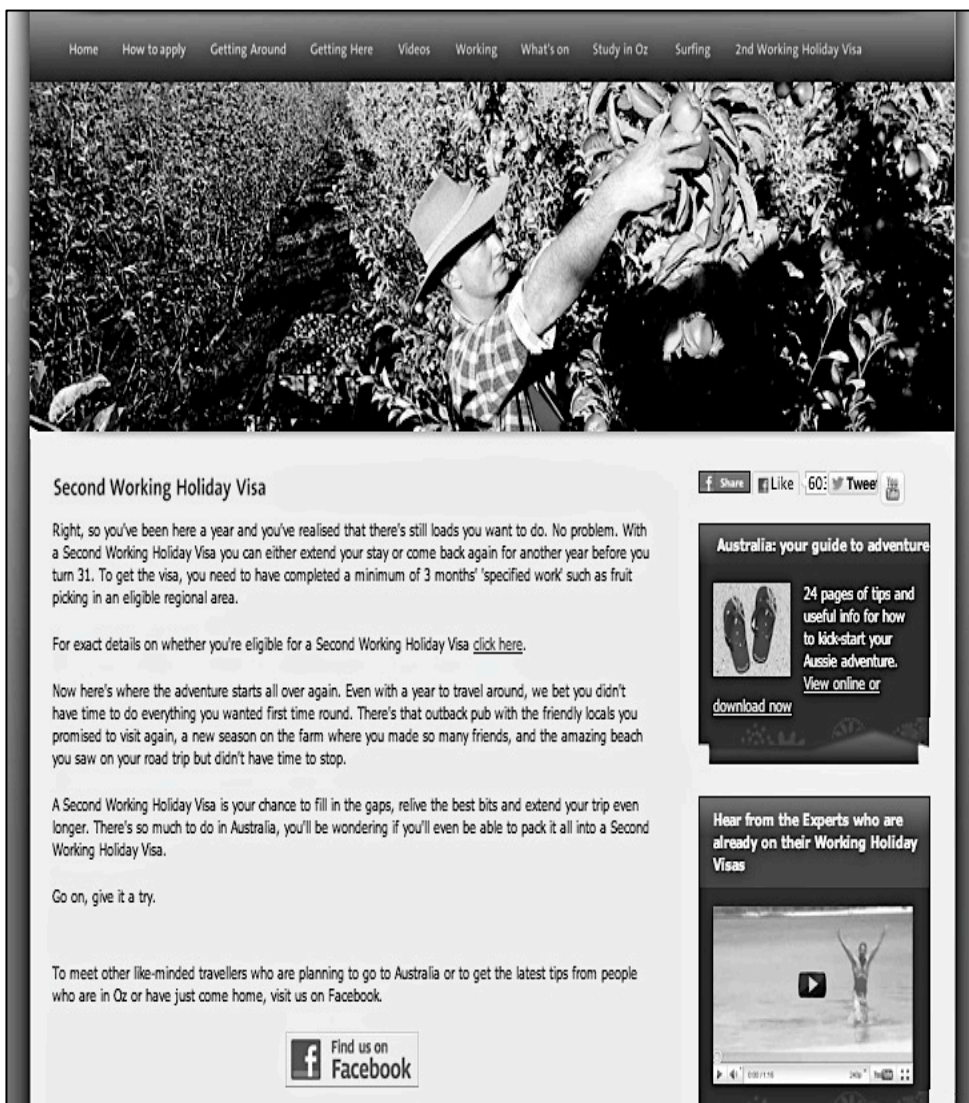 Home How to apply Getting Around Getting Here Videos Working What's on Study in Oz Surfing 2nd Working Holiday Visa
Second Working Holiday Visa
Right, so you've been here a year and you've realised that there's still loads you want to do. No problem. With
a Second Working Holiday Visa you can either extend your stay or come back again for another year before you
turn 31. To get the visa, you need to have completed a minimum of 3 months' 'specified work' such as fruit
picking in an eligible regional area.
For exact details on whether you're eligible for a Second Working Holiday Visa click here.
Now here's where the adventure starts all over again. Even with a year to travel around, we bet you didn't
have time to do everything you wanted first time round. There's that outback pub with the friendly locals you
promised to visit again, a new season on the farm where you made so many friends, and the amazing beach
you saw on your road trip but didn't have time to stop.
A Second Working Holiday Visa is your chance to fill in the gaps, relive the best bits and extend your trip even
longer. There's so much to do in Australia, you'll be wondering if you'll even be able to pack it all into a Second
Working Holiday Visa.
Go on, give it a try.
To meet other like-minded travellers who are planning to go to Australia or to get the latest tips from people
who are in Oz or have just come home, visit us on Facebook.
Find us on
Facebook
f Share Like Tweet You Tube
Australia: your guide to adventure
24 pages of tips and
useful info for how
to kick-start your
Aussie adventure.
View online or
download now
Hear from the Experts who are
already on their Working Holiday
Visas
0:00 / 1:16 240p YouTube